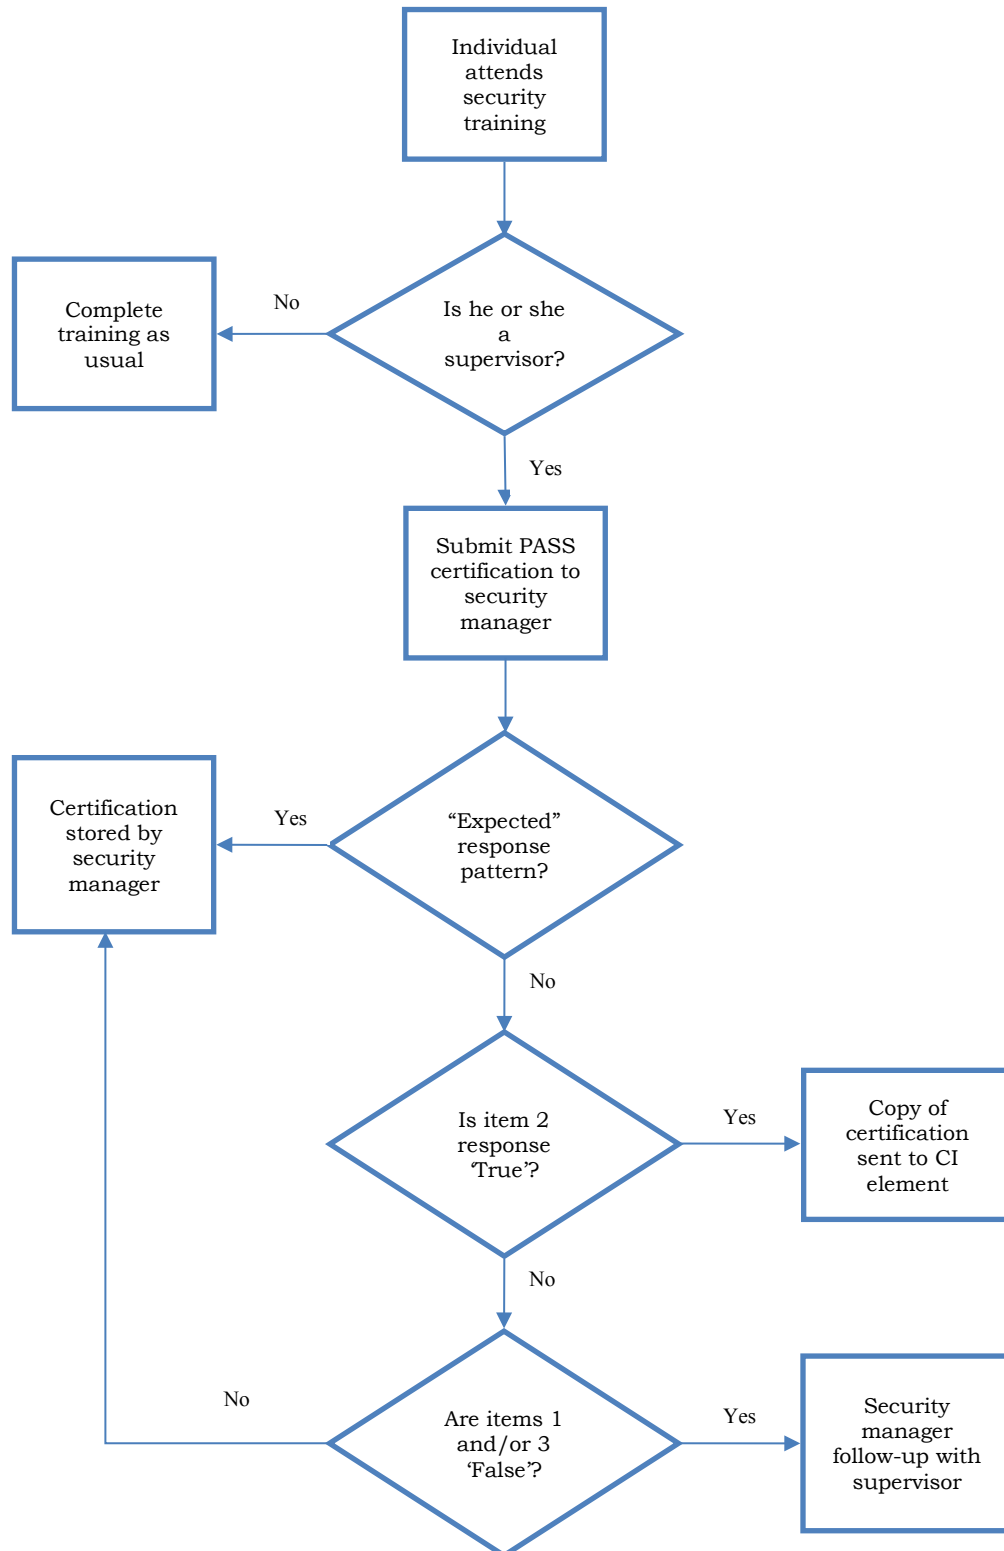 Individual
attends
security
training
Is he or she
a
supervisor?
No
Complete
training as
usual
Yes
Submit PASS
certification to
security
manager
“Expected”
response
pattern?
Yes
Certification
stored by
security
manager
No
Is item 2
response
‘True’?
Yes
Copy of
certification
sent to CI
element
No
Are items 1
and/or 3
‘False’?
No
Yes
Security
manager
follow-up with
supervisor